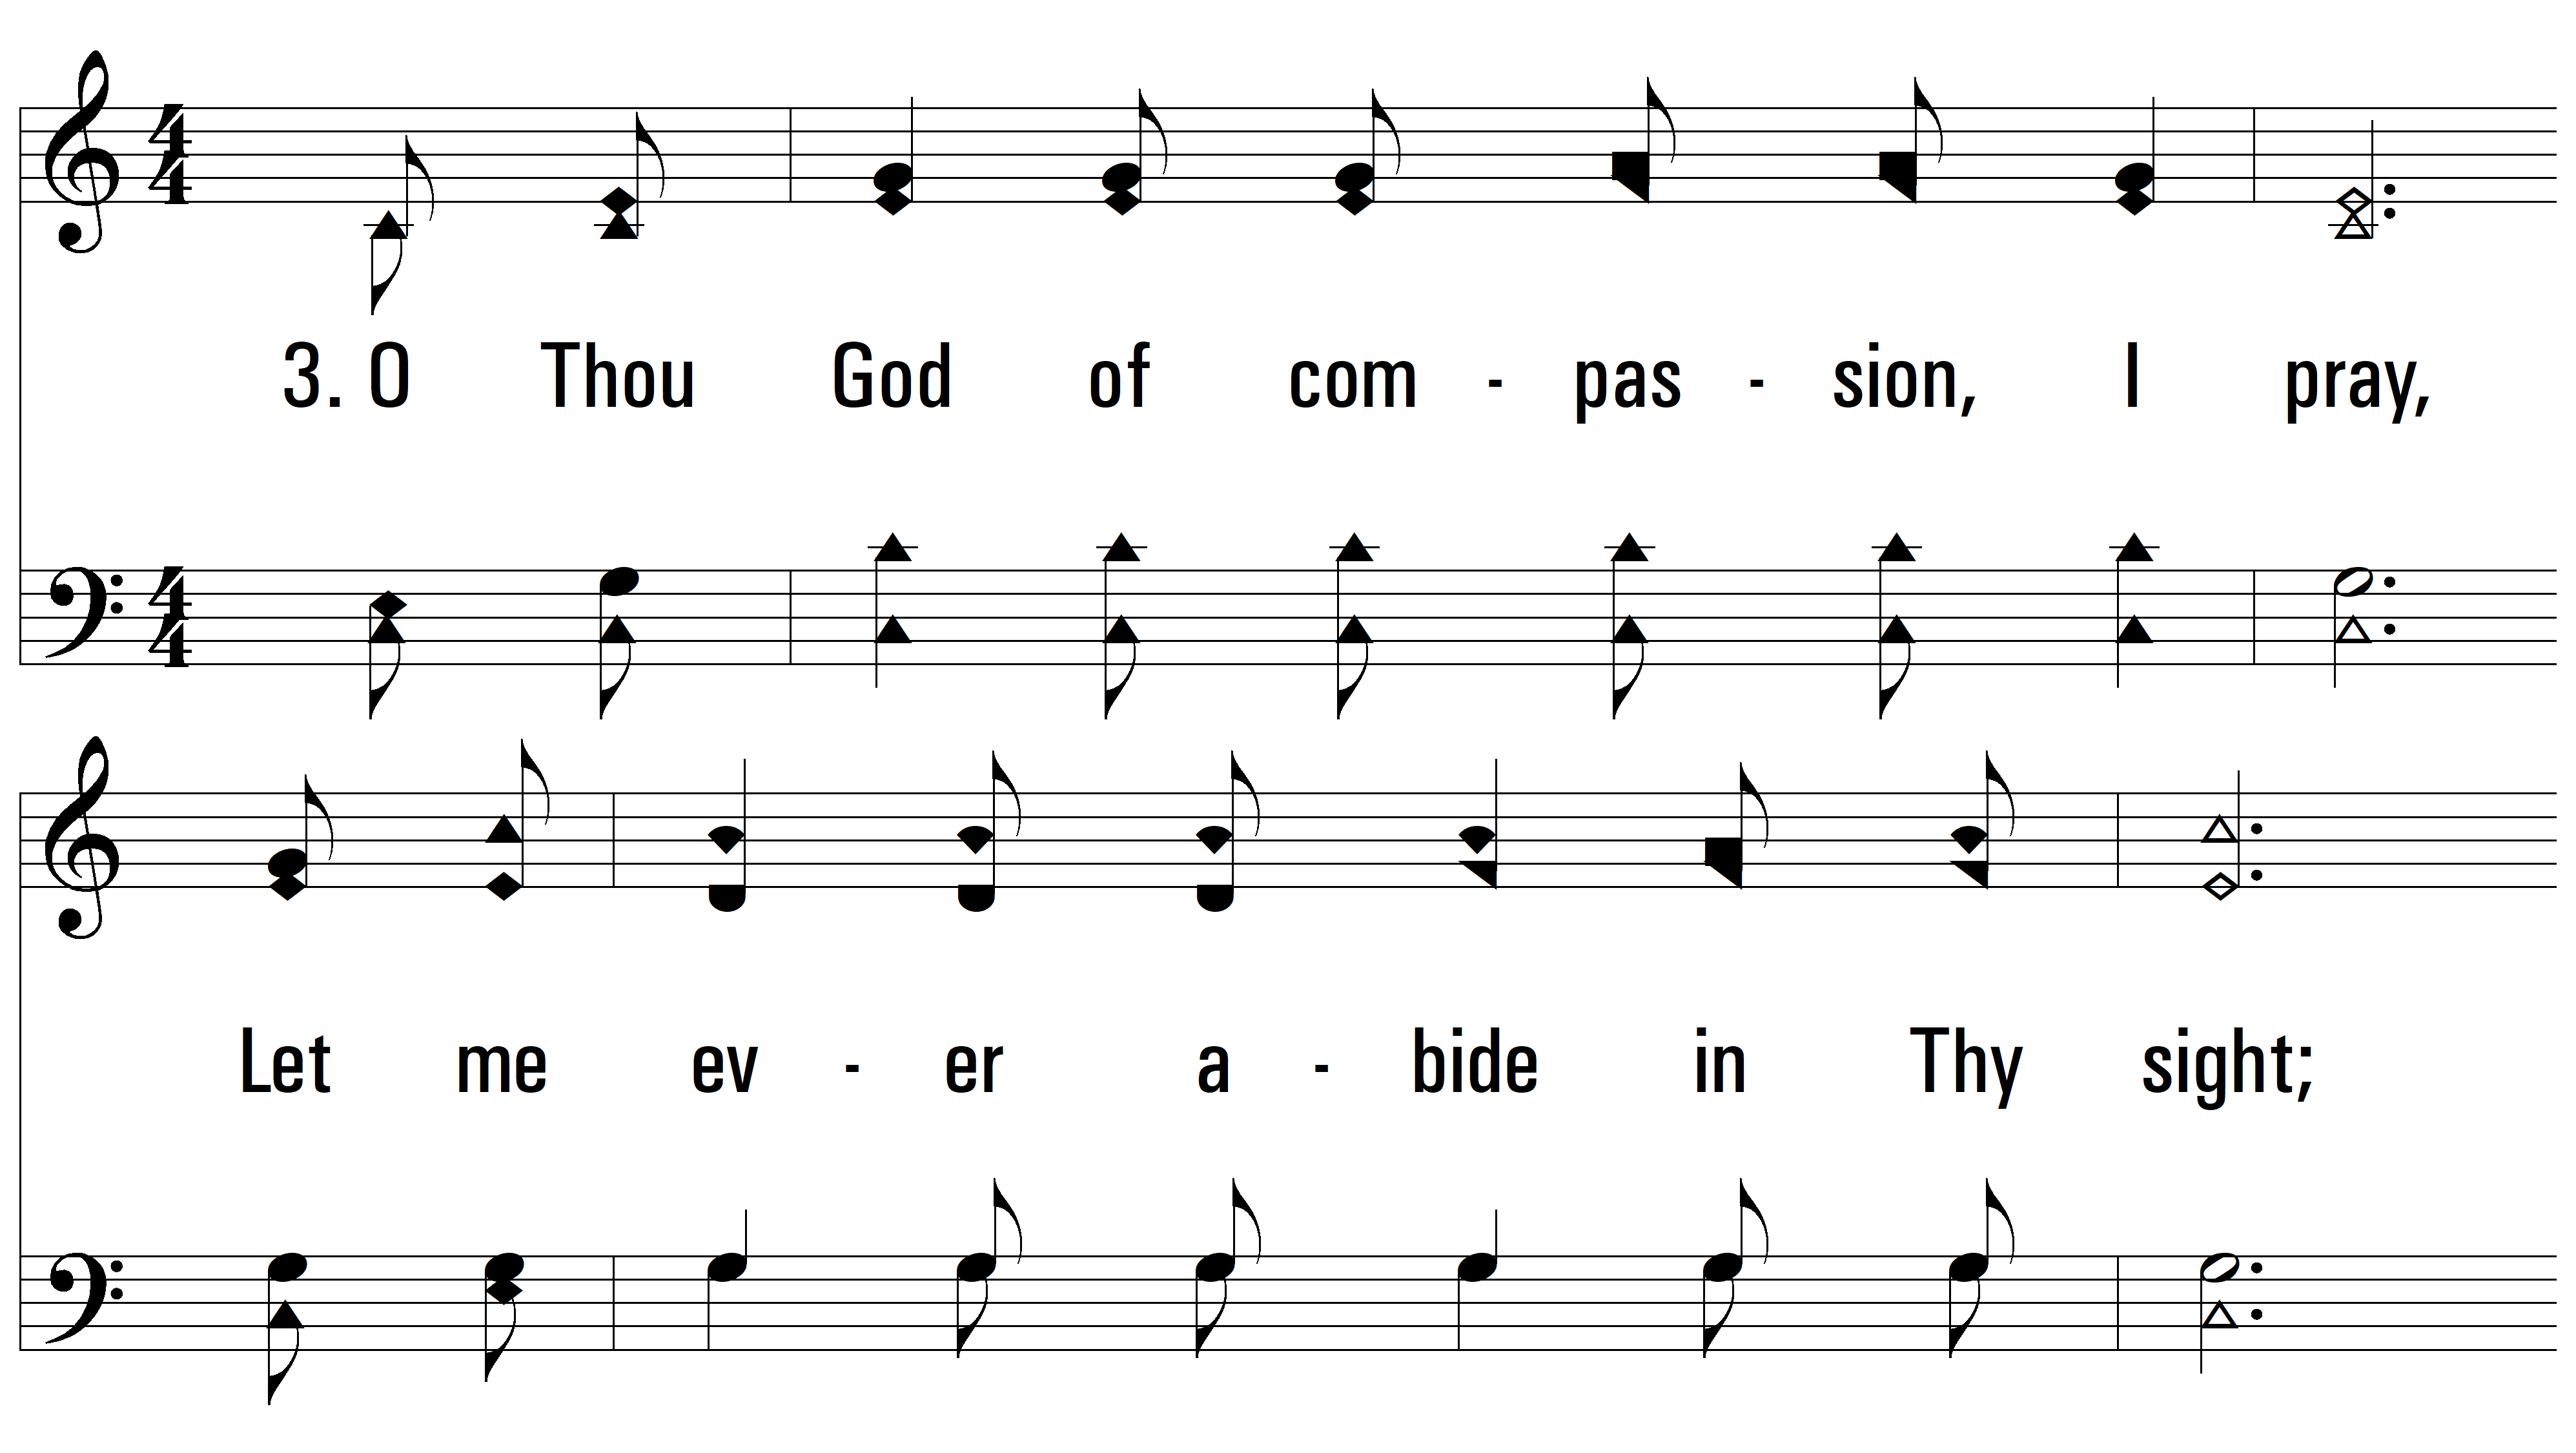 3. O Thou God of com - pas - sion, I pray,
Let me ev - er a - bide in Thy sight;